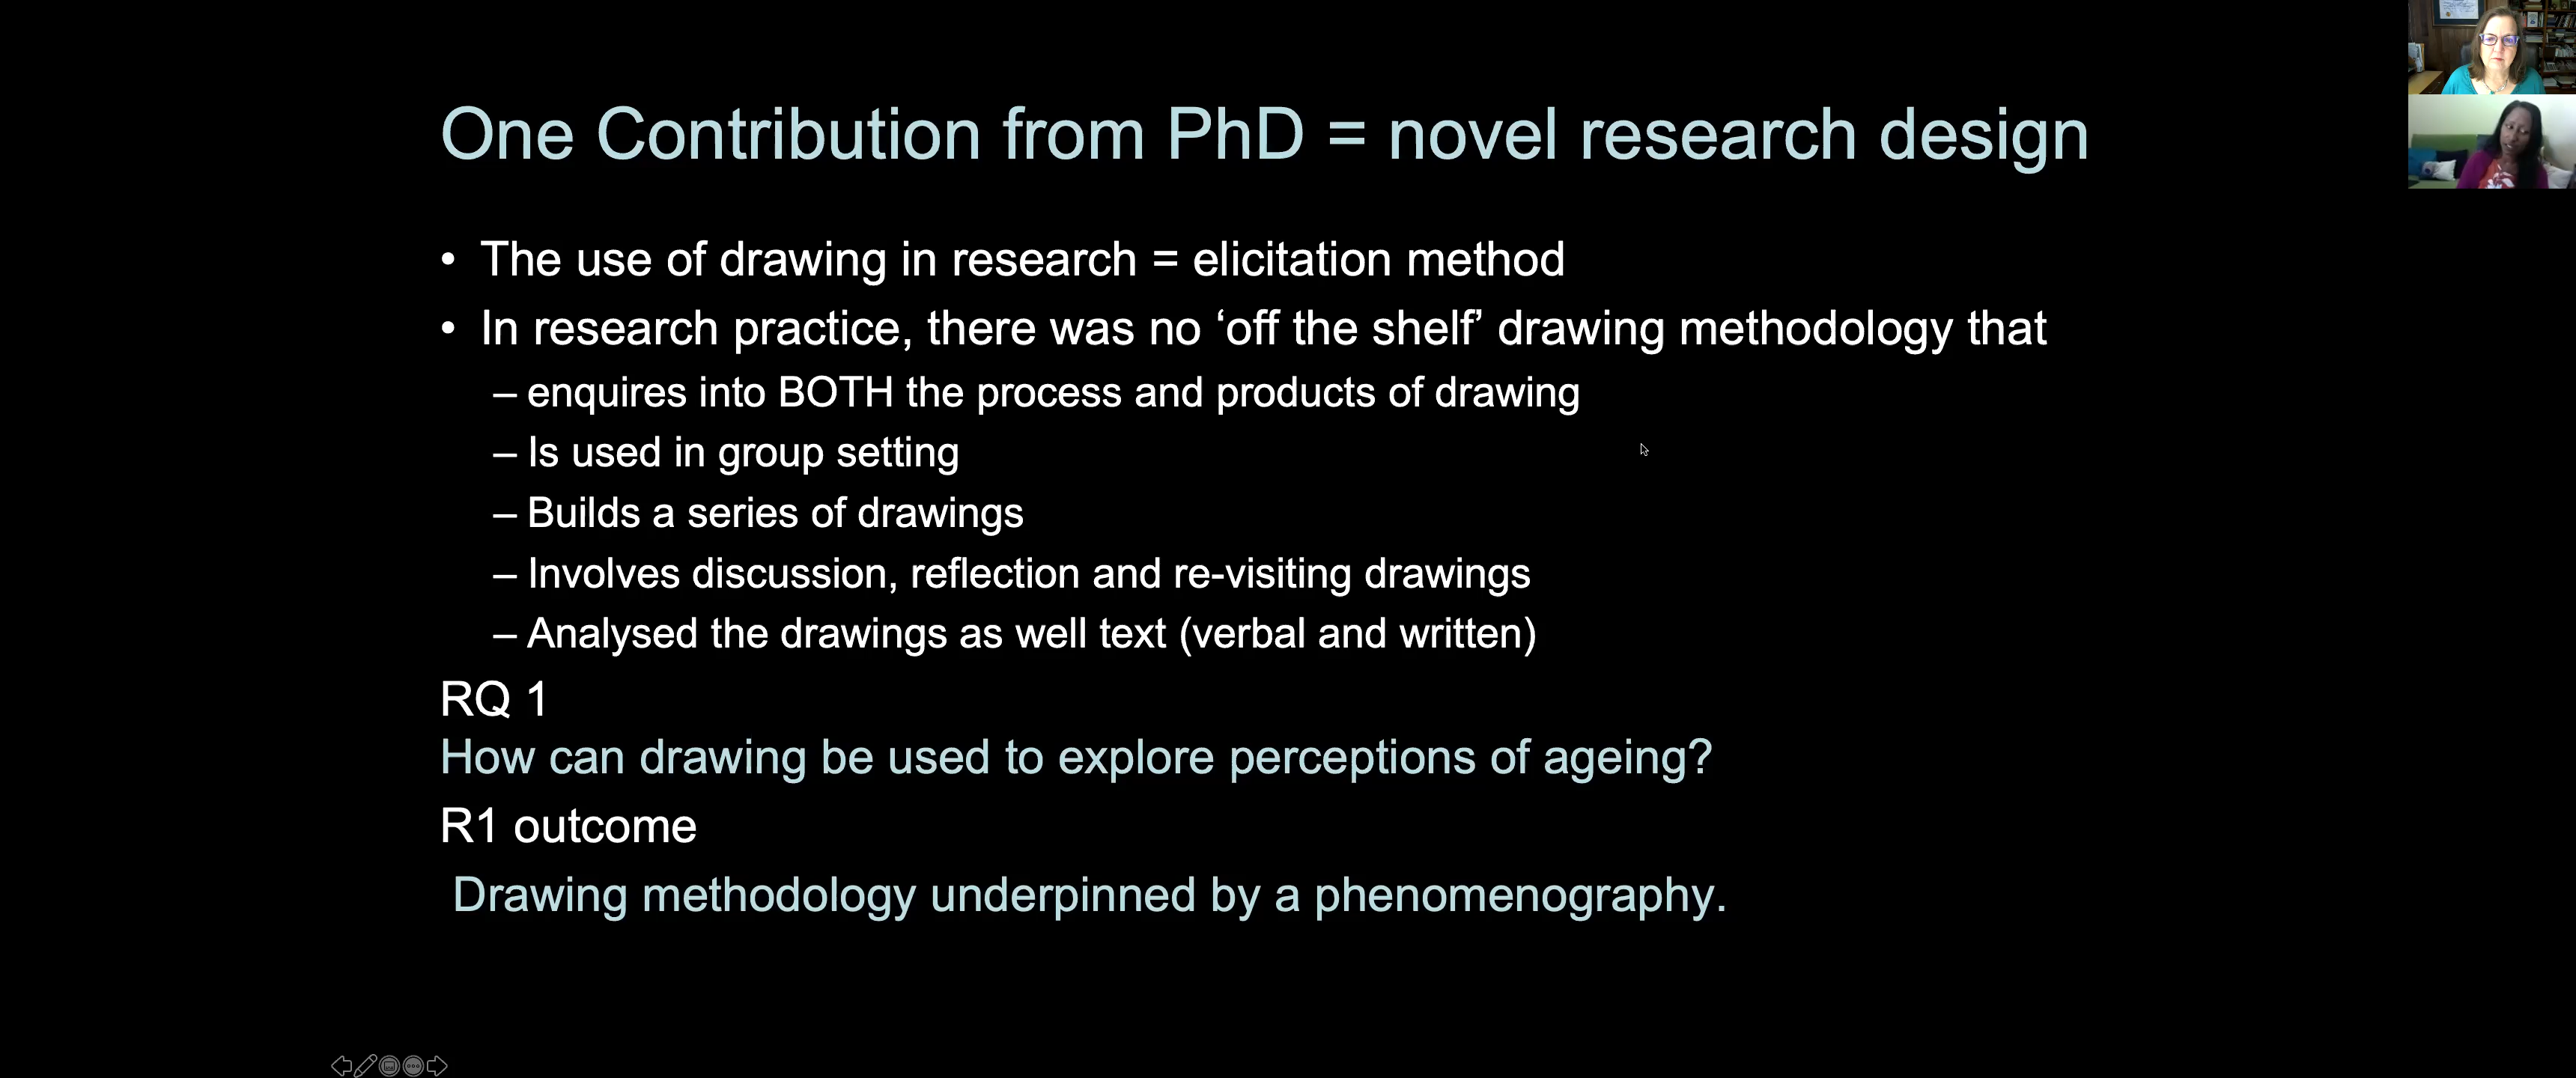 One Contribution from PhD = novel research design
• The use of drawing in research = elicitation method
• In research practice, there was no ‘off the shelf’ drawing methodology that
– enquires into BOTH the process and products of drawing
– Is used in group setting
– Builds a series of drawings
– Involves discussion, reflection and re-visiting drawings
– Analysed the drawings as well text (verbal and written)
RQ 1
How can drawing be used to explore perceptions of ageing?
R1 outcome
Drawing methodology underpinned by a phenomenography.